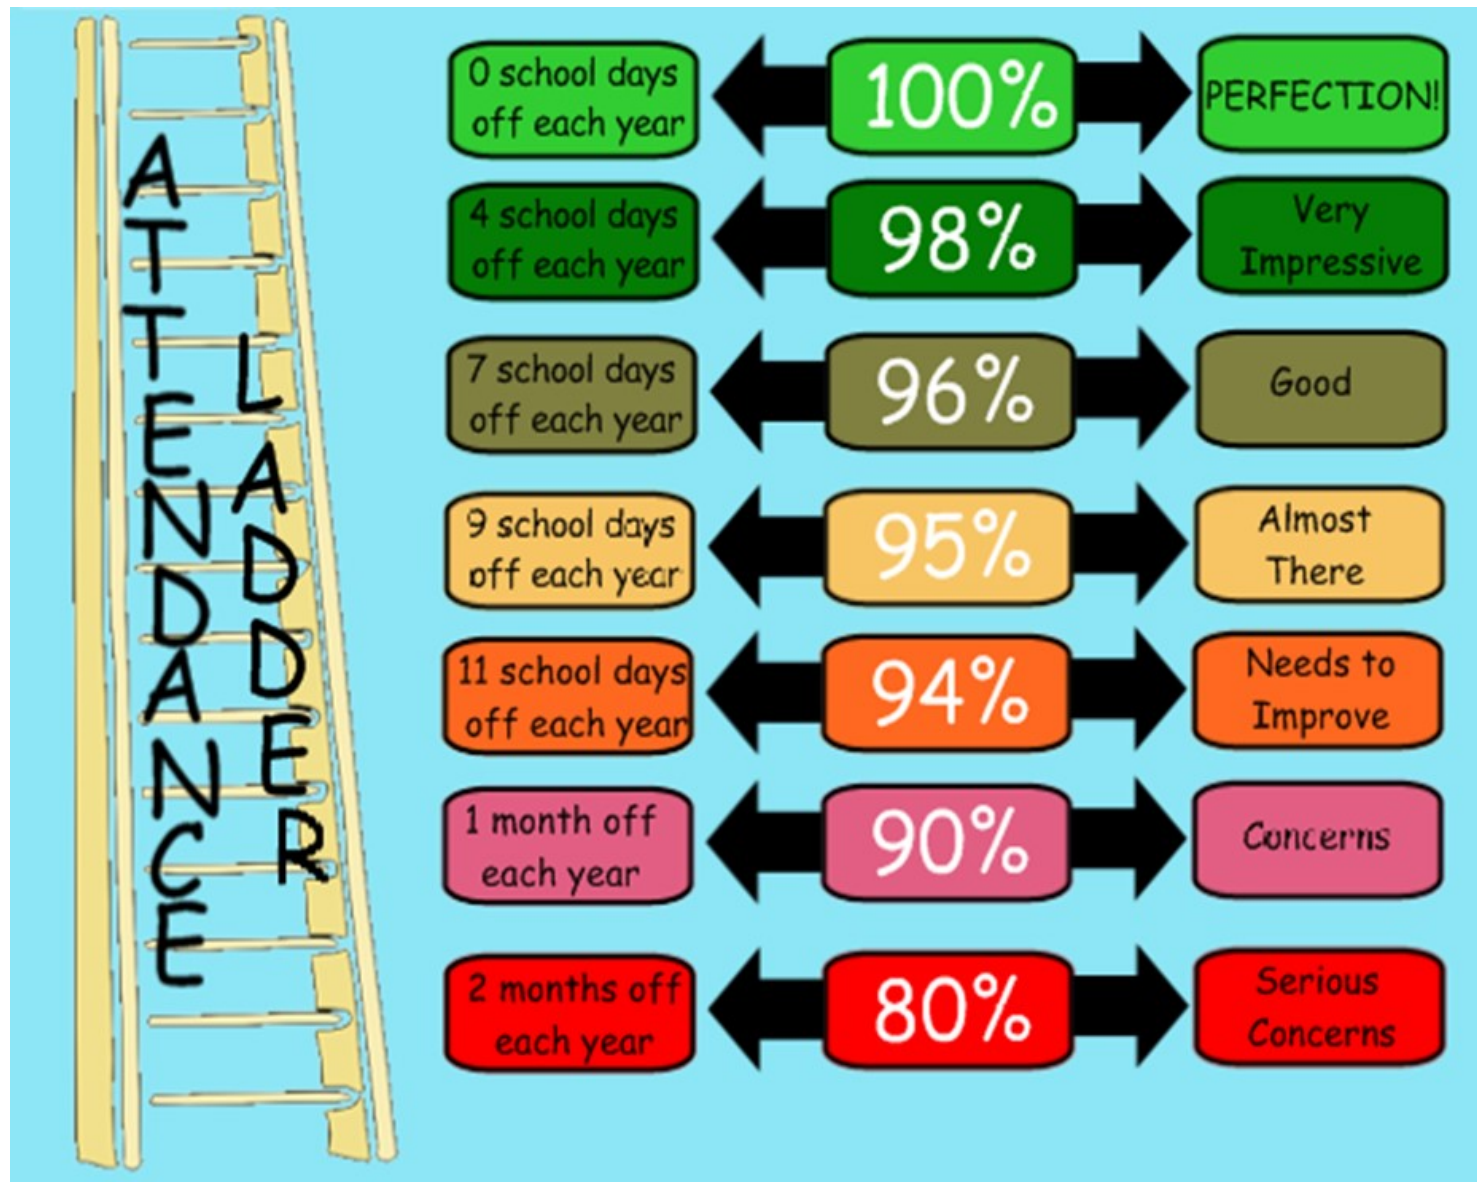 ATTENDANCE
LADDER
0 school days
off each year
100%
PERFECTION!
4 school days
off each year
98%
Very
Impressive
7 school days
off each year
96%
Good
9 school days
off each year
95%
Almost
There
11 school days
off each year
94%
Needs to
Improve
1 month off
each year
90%
Concerns
2 months off
each year
80%
Serious
Concerns